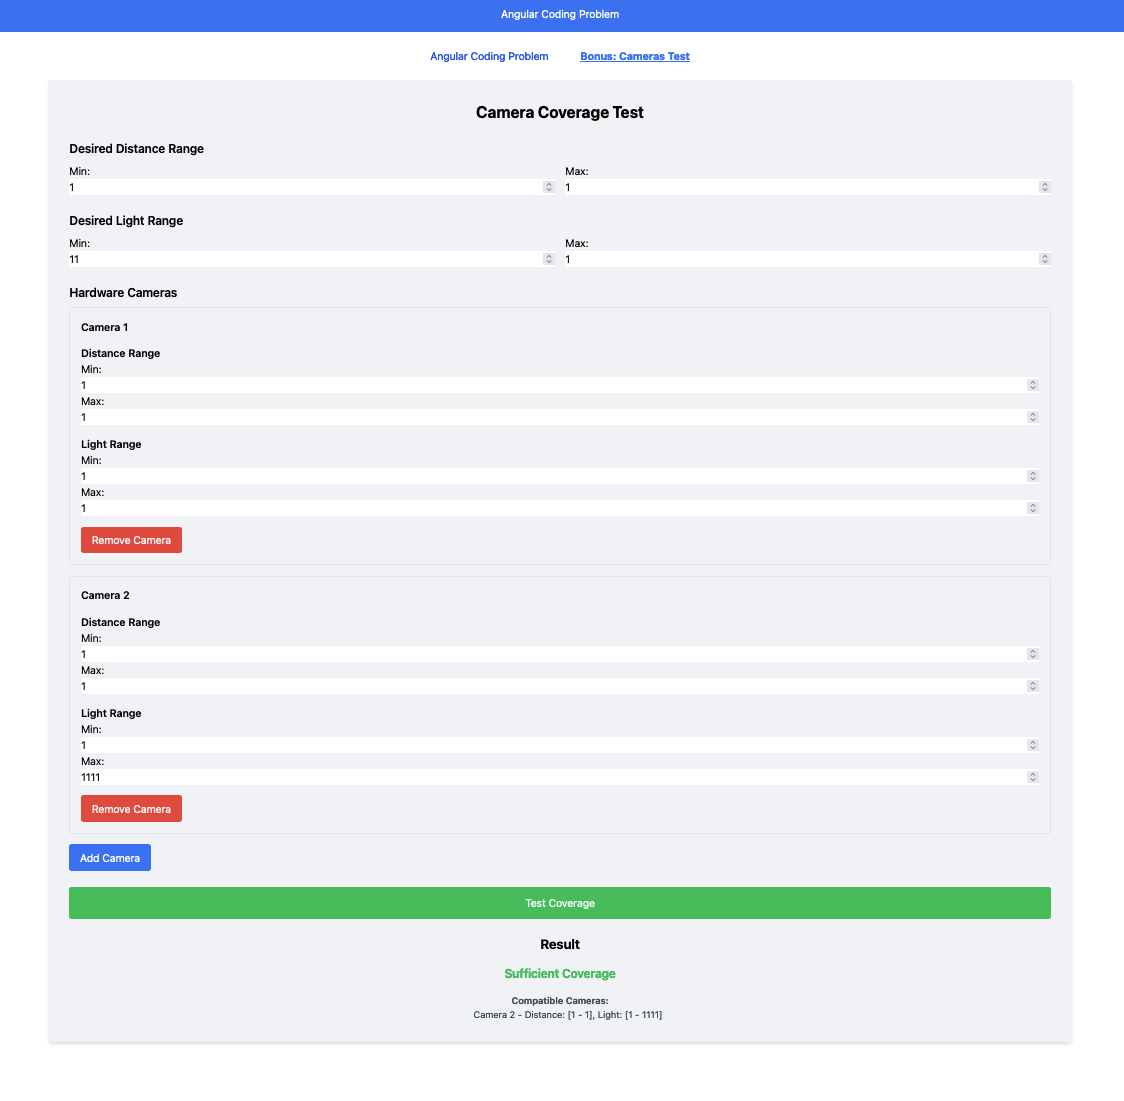 Angular Coding Problem
Angular Coding Problem Bonus: Cameras Test
Camera Coverage Test
Desired Distance Range
Min: Max:
1 1
Desired Light Range
Min: Max:
11 1
Hardware Cameras
Camera 1
Distance Range
Min:
1
Max:
1
Light Range
Min:
1
Max:
1
Remove Camera
Camera 2
Distance Range
Min:
1
Max:
1
Light Range
Min:
1
Max:
1111
Remove Camera
Add Camera
Test Coverage
Result
Sufficient Coverage
Compatible Cameras:
Camera 2 - Distance: [1 - 1], Light: [1 - 1111]